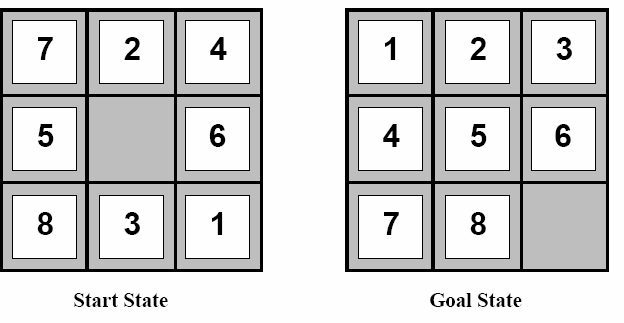 7 2 4
5 6
8 3 1
Start State
1 2 3
4 5 6
7 8
Goal State